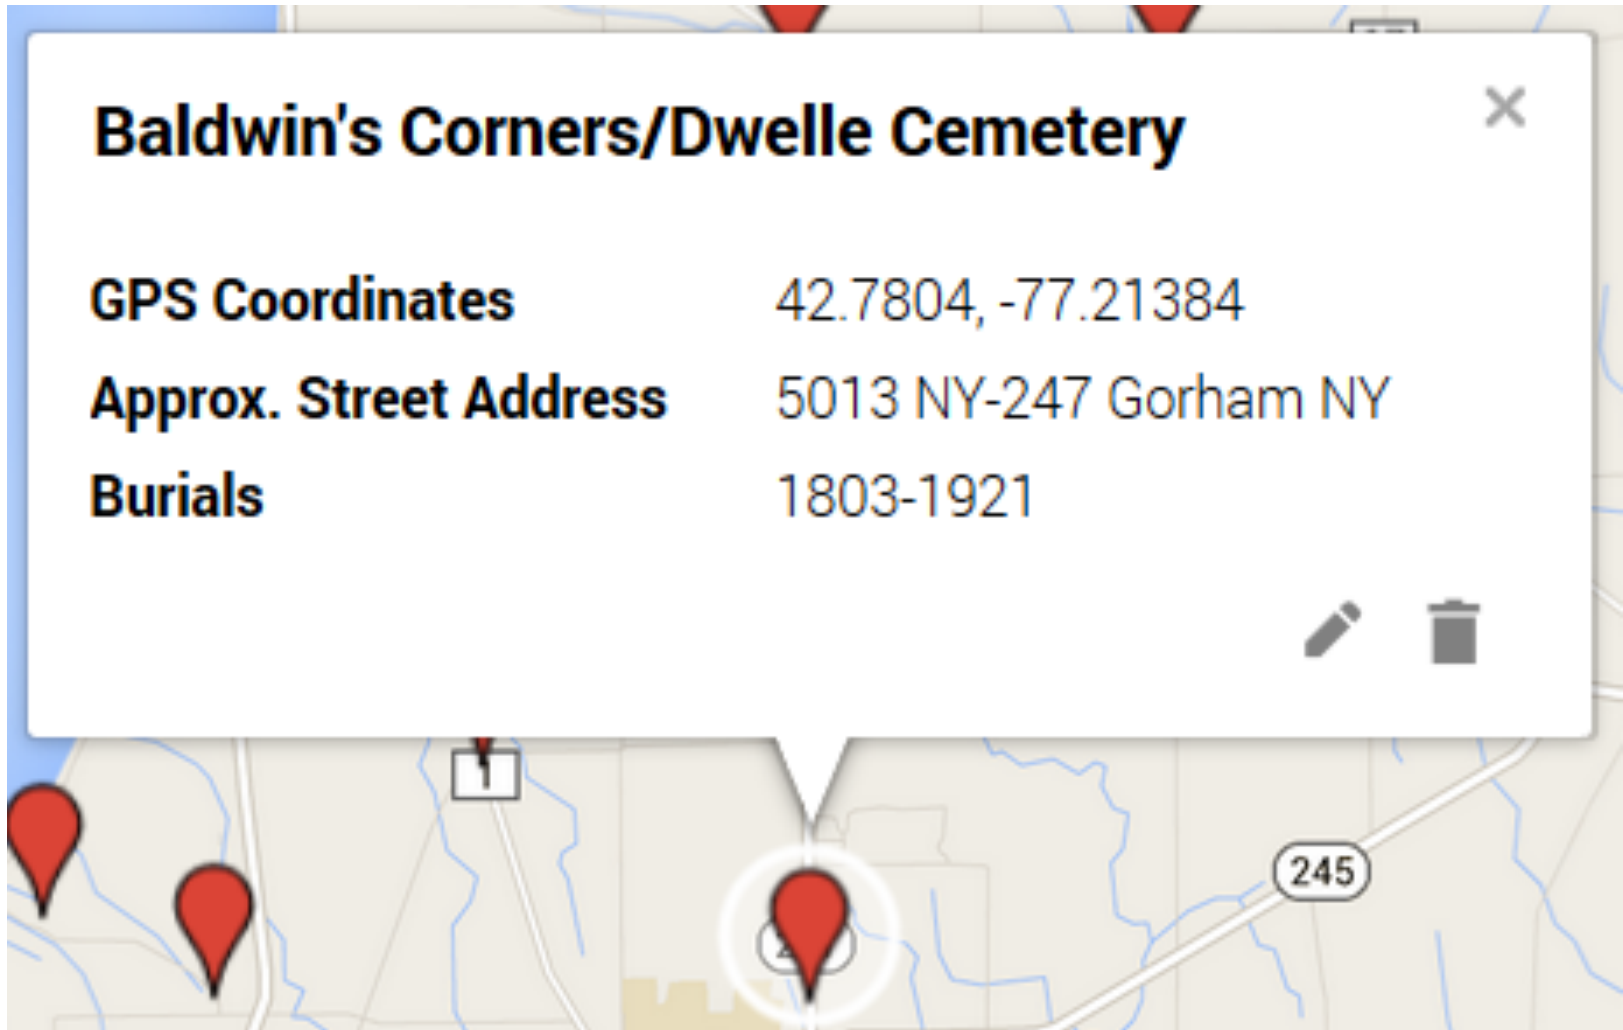 Baldwin's Corners/Dwelle Cemetery
GPS Coordinates 42.7804, -77.21384
Approx. Street Address 5013 NY-247 Gorham NY
Burials 1803-1921
1
245